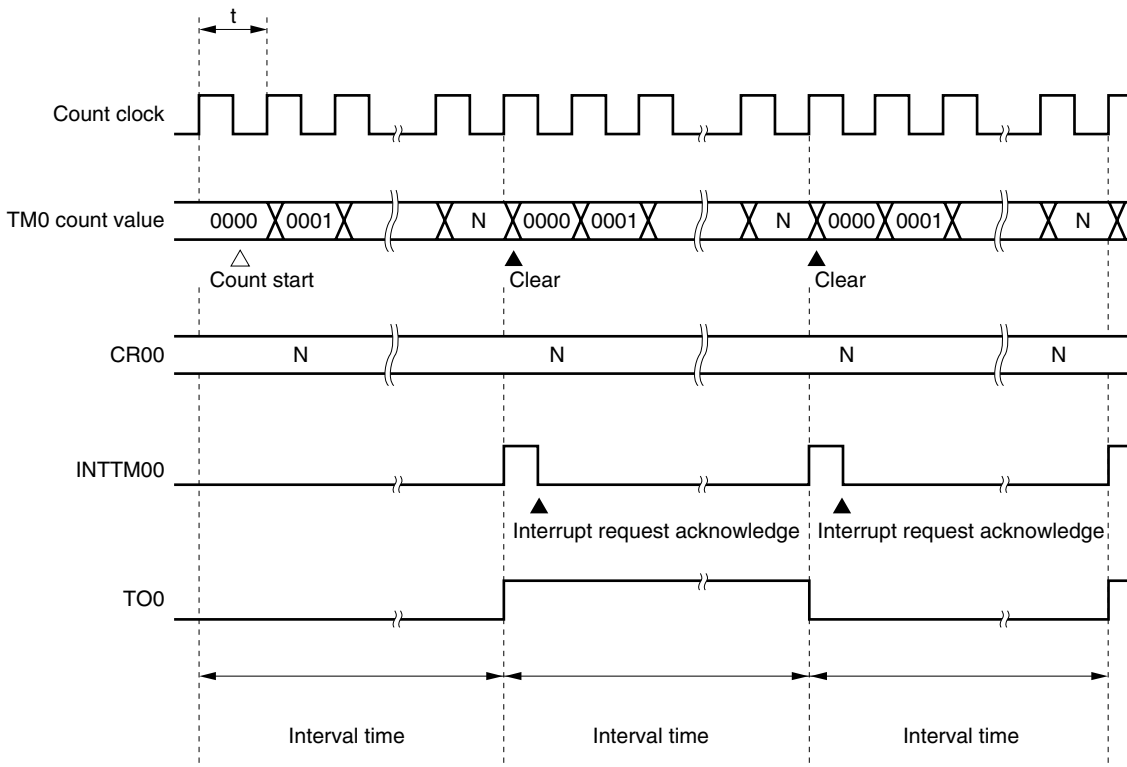 t
Count clock
TM0 count value
0000 0001 N 0000 0001 N 0000 0001 N
Count start Clear Clear
CR00 N N N N
INTTM00
Interrupt request acknowledge Interrupt request acknowledge
TO0
Interval time Interval time Interval time